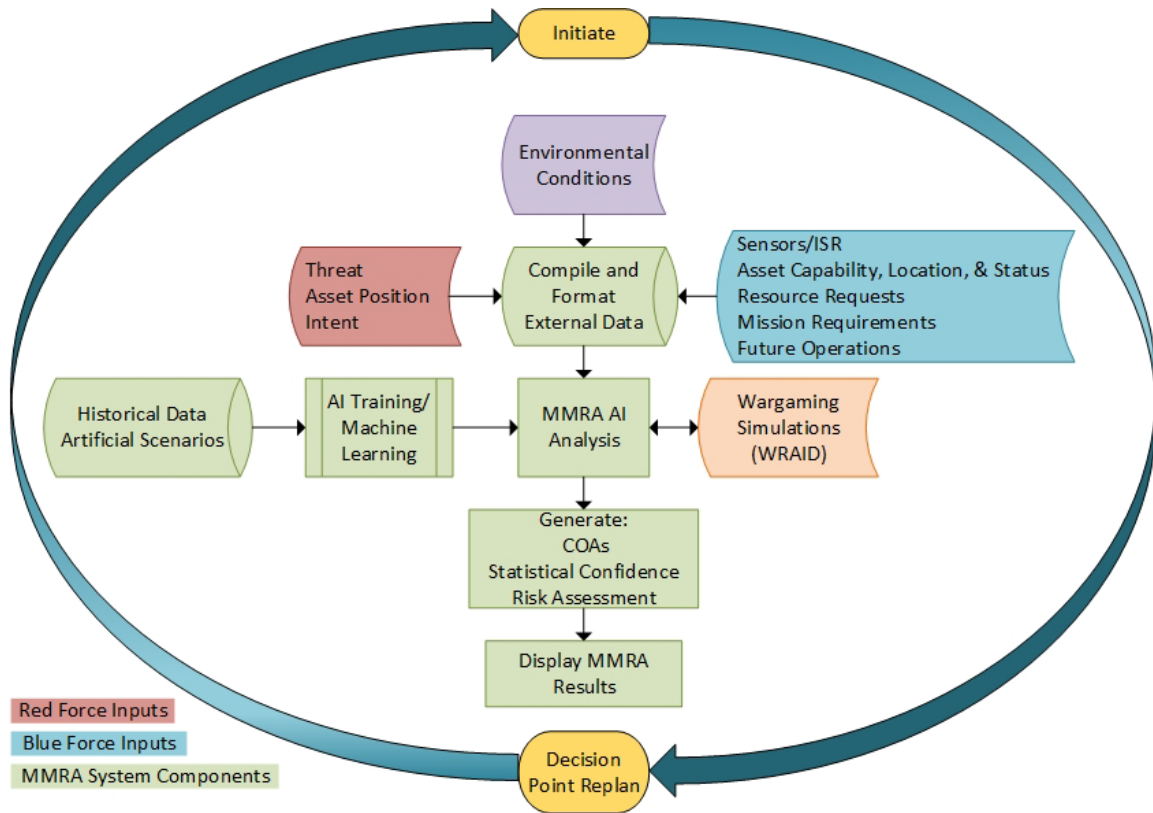 Initiate
Environmental
Conditions
Threat
Asset Position
Intent
Compile and
Format
External Data
Sensors/ISR
Asset Capability, Location, & Status
Resource Requests
Mission Requirements
Future Operations
Historical Data
Artificial Scenarios
AI Training/
Machine
Learning
MMRA AI
Analysis
Wargaming
Simulations
(WRAID)
Generate:
COAs
Statistical Confidence
Risk Assessment
Display MMRA
Results
Red Force Inputs
Blue Force Inputs
MMRA System Components
Decision
Point Replan